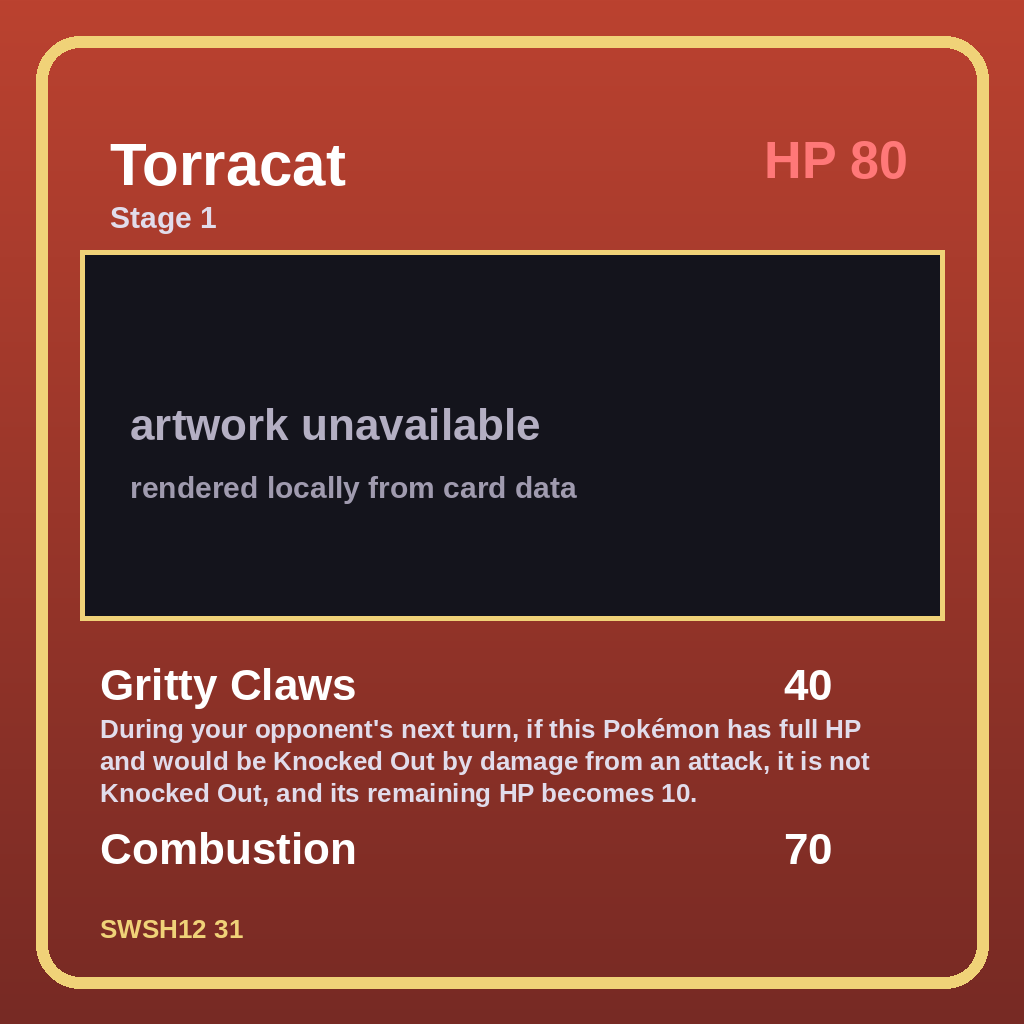 Torracat
HP 80
Stage 1
artwork unavailable
rendered locally from card data
Gritty Claws 40
During your opponent's next turn, if this Pokémon has full HP
and would be Knocked Out by damage from an attack, it is not
Knocked Out, and its remaining HP becomes 10.
Combustion 70
SWSH12 31